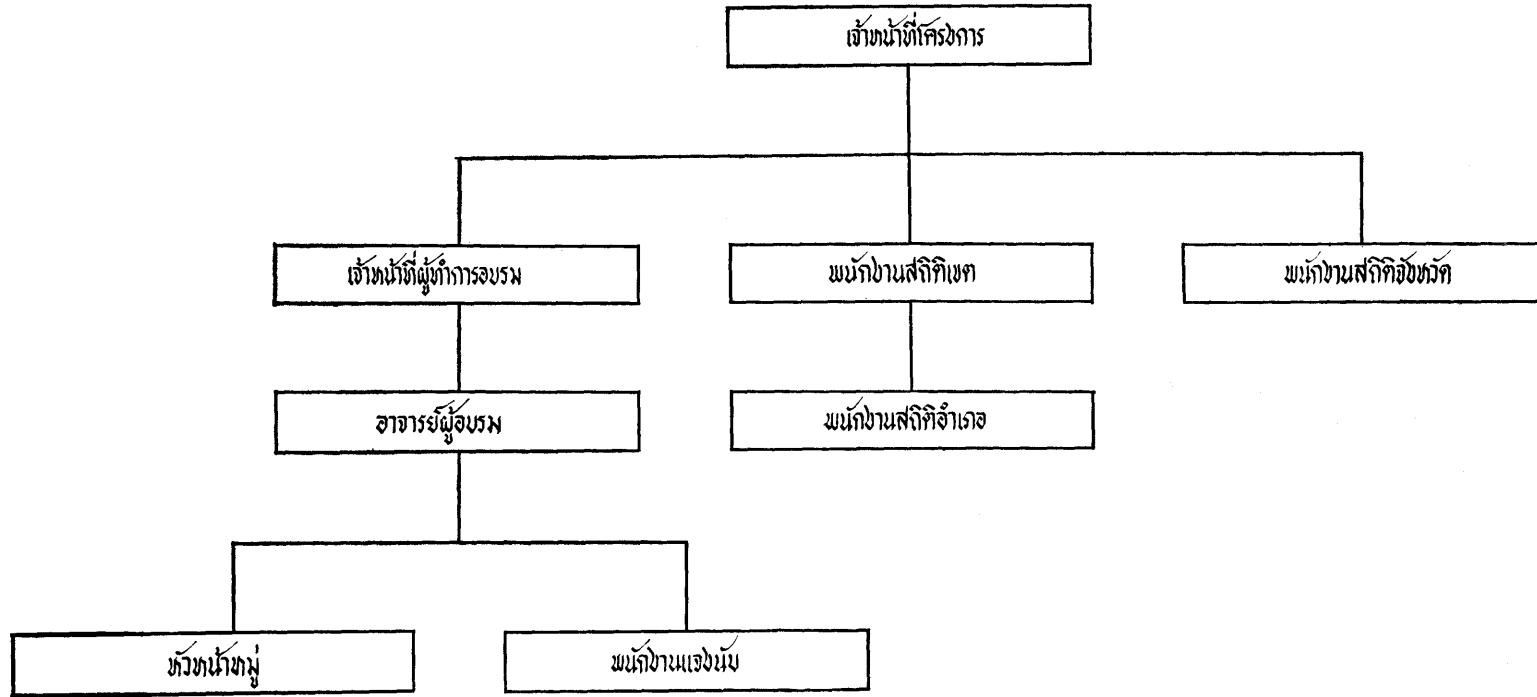 เจ้าหน้าที่โครงการ
เจ้าหน้าที่ผู้ทำการอบรม
พนักงานสถิติเขต
พนักงานสถิติจังหวัด
อาจารย์ผู้อบรม
พนักงานสถิติอำเภอ
หัวหน้าหมู่
พนักงานแจงนับ